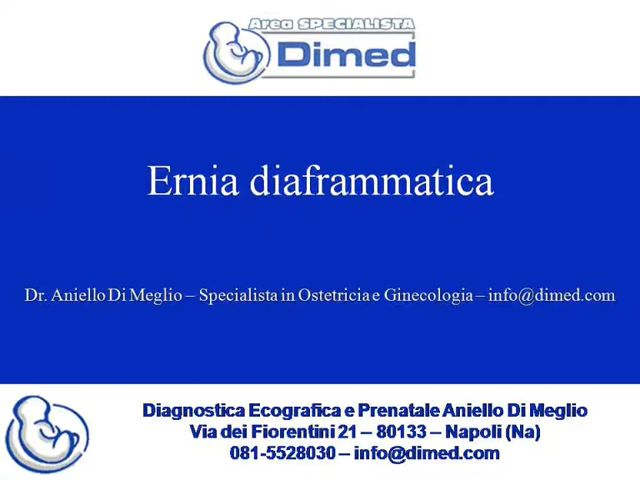 Area SPECIALISTA
Dimed
Ernia diaframmatica
Dr. Aniello Di Meglio – Specialista in Ostetricia e Ginecologia – info@dimed.com
Diagnostica Ecografica e Prenatale Aniello Di Meglio
Via dei Fiorentini 21 – 80133 – Napoli (Na)
081-5528030 – info@dimed.com